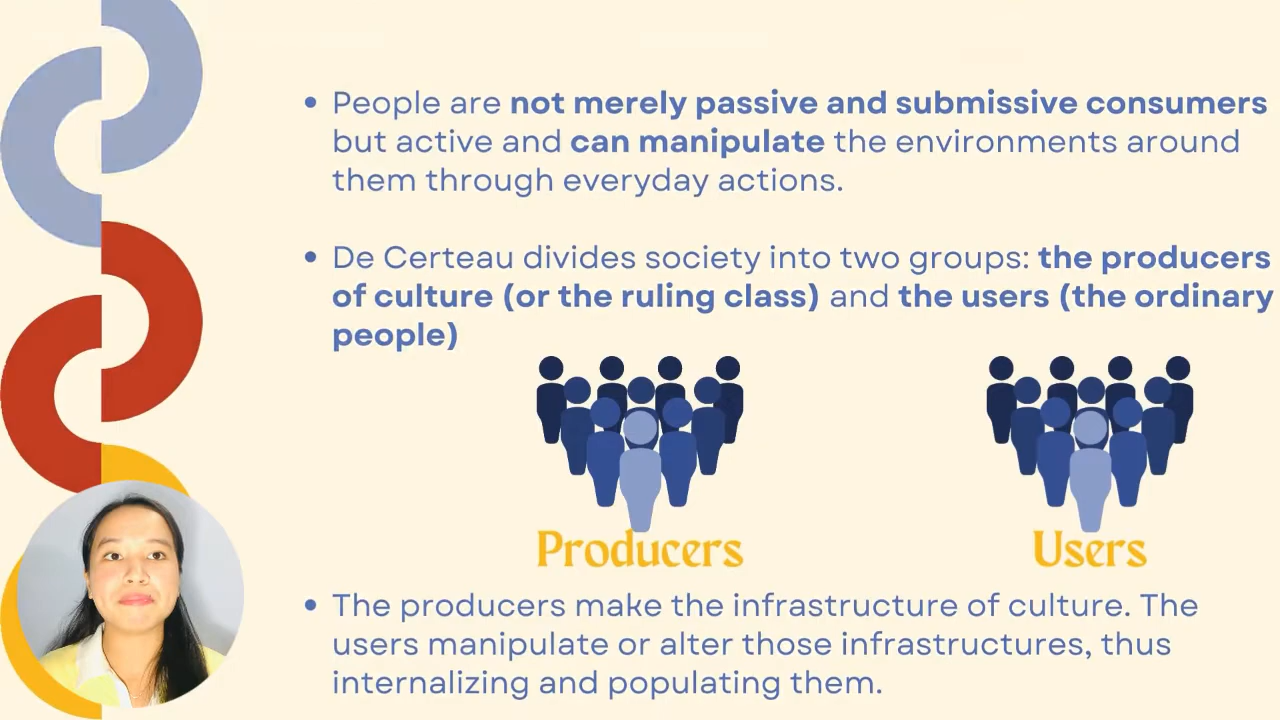 People are not merely passive and submissive consumers
but active and can manipulate the environments around
them through everyday actions.
De Certeau divides society into two groups: the producers
of culture (or the ruling class) and the users (the ordinary
people)
Producers
Users
The producers make the infrastructure of culture. The
users manipulate or alter those infrastructures, thus
internalizing and populating them.